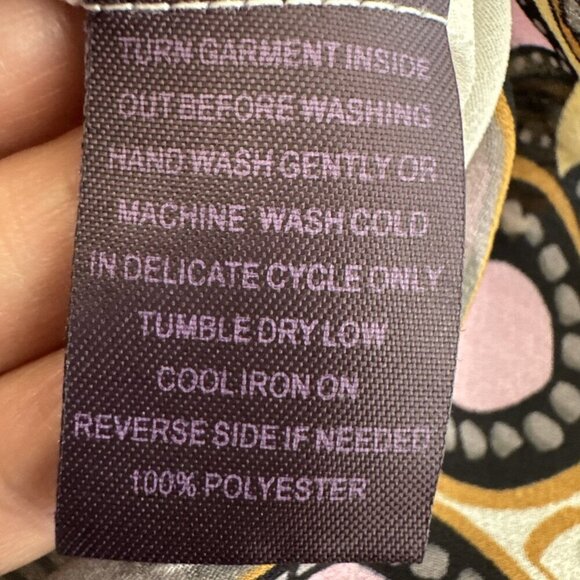 TURN GARMENT INSIDE
OUT BEFORE WASHING
HAND WASH GENTLY OR
MACHINE WASH COLD
IN DELICATE CYCLE ONLY
TUMBLE DRY LOW
COOL IRON ON
REVERSE SIDE IF NEEDED
100% POLYESTER